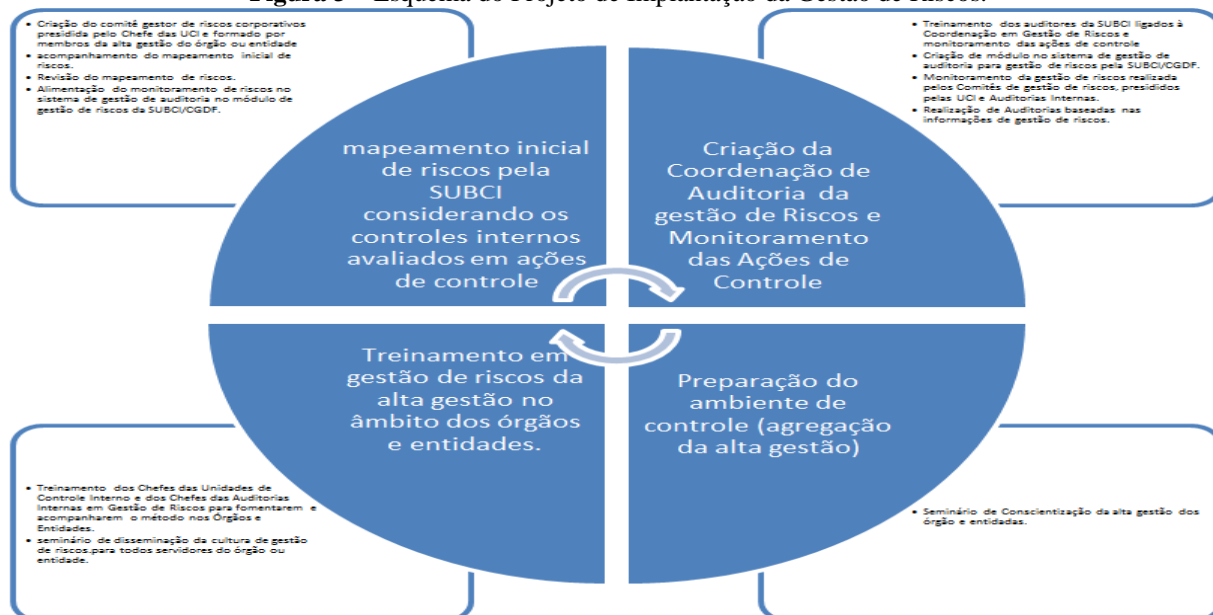 Figura 3 – Esquema do Projeto de Implantação da Gestão de Riscos.
• Criação do comitê gestor de riscos corporativos
presidida pelo Chefe das UCI e formado por
membros da alta gestão do órgão ou entidade
• acompanhamento do mapeamento inicial de
riscos.
• Revisão do mapeamento de riscos.
• Alimentação do monitoramento de riscos no
sistema de gestão de auditoria no módulo de
gestão de riscos da SUBCI/CGDF.
• Treinamento dos auditores da SUBCI ligados à
Coordenação em Gestão de Riscos e
monitoramento das ações de controle
• Criação de módulo no sistema de gestão de
auditoria para gestão de riscos pela SUBCI/CGDF.
• Monitoramento da gestão de riscos realizada
pelos Comitês de gestão de riscos, presididos
pelas UCI e Auditorias Internas.
• Realização de Auditorias baseadas nas
informações de gestão de riscos.
mapeamento inicial
de riscos pela
SUBCI
considerando os
controles internos
avaliados em ações
de controle
Criação da
Coordenação de
Auditoria da
gestão de Riscos e
Monitoramento
das Ações de
Controle
Treinamento em
gestão de riscos da
alta gestão no
âmbito dos órgãos
e entidades.
Preparação do
ambiente de
controle (agregação
da alta gestão)
• Treinamento dos Chefes das Unidades de
Controle Interno e dos Chefes das Auditorias
Internas em Gestão de Riscos para fomentarem e
acompanharem o método nos Órgãos e
Entidades.
• seminário de disseminação da cultura de gestão
de riscos.para todos servidores do órgão ou
entidade.
• Seminário de Conscientização da alta gestão dos
órgão e entidadas.